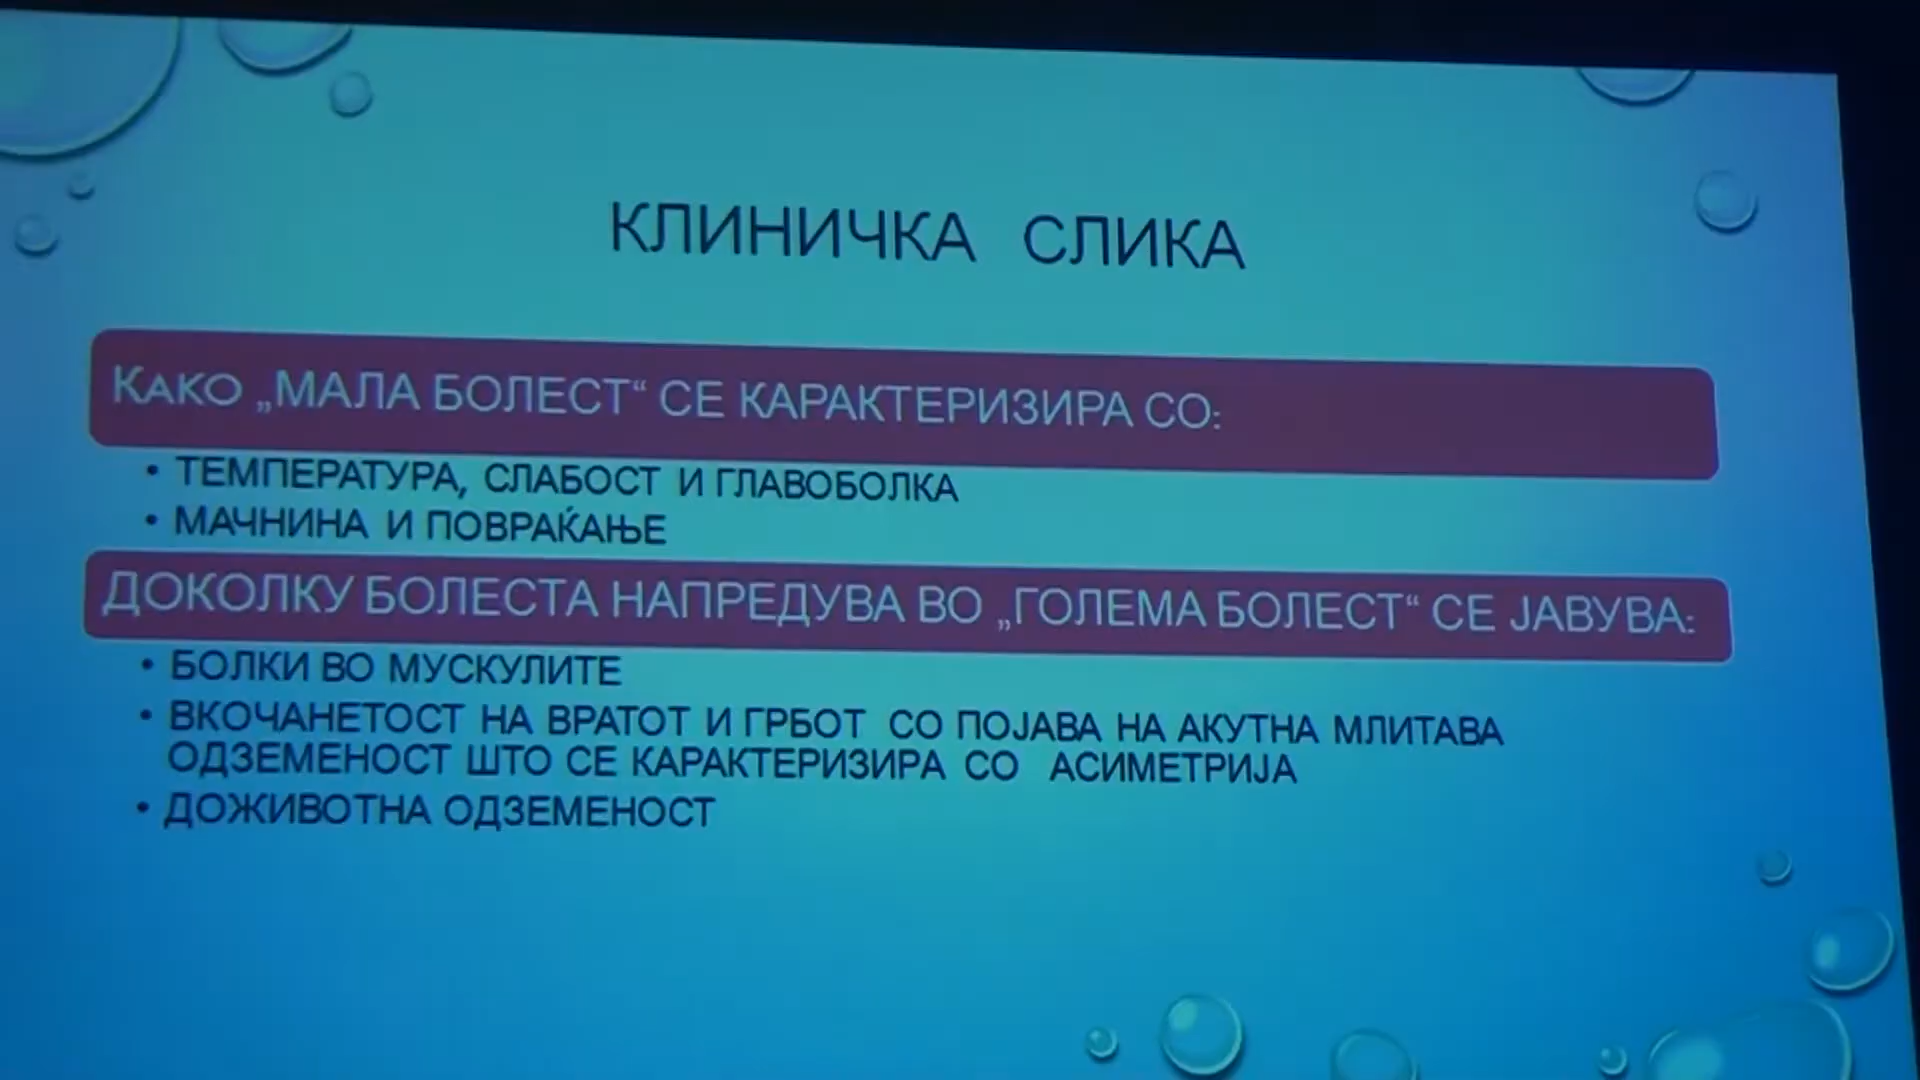 КЛИНИЧКА СЛИКА
КАКО „МАЛА БОЛЕСТ“ СЕ КАРАКТЕРИЗИРА СО:
• ТЕМПЕРАТУРА, СЛАБОСТ И ГЛАВОБОЛКА
• МАЧНИНА И ПОВРАЌАЊЕ
ДОКОЛКУ БОЛЕСТА НАПРЕДУВА ВО „ГОЛЕМА БОЛЕСТ“ СЕ ЈАВУВА:
• БОЛКИ ВО МУСКУЛИТЕ
• ВКОЧАНЕТОСТ НА ВРАТОТ И ГРБОТ СО ПОЈАВА НА АКУТНА МЛИТАВА
ОДЗЕМЕНОСТ ШТО СЕ КАРАКТЕРИЗИРА СО АСИМЕТРИЈА
• ДОЖИВОТНА ОДЗЕМЕНОСТ